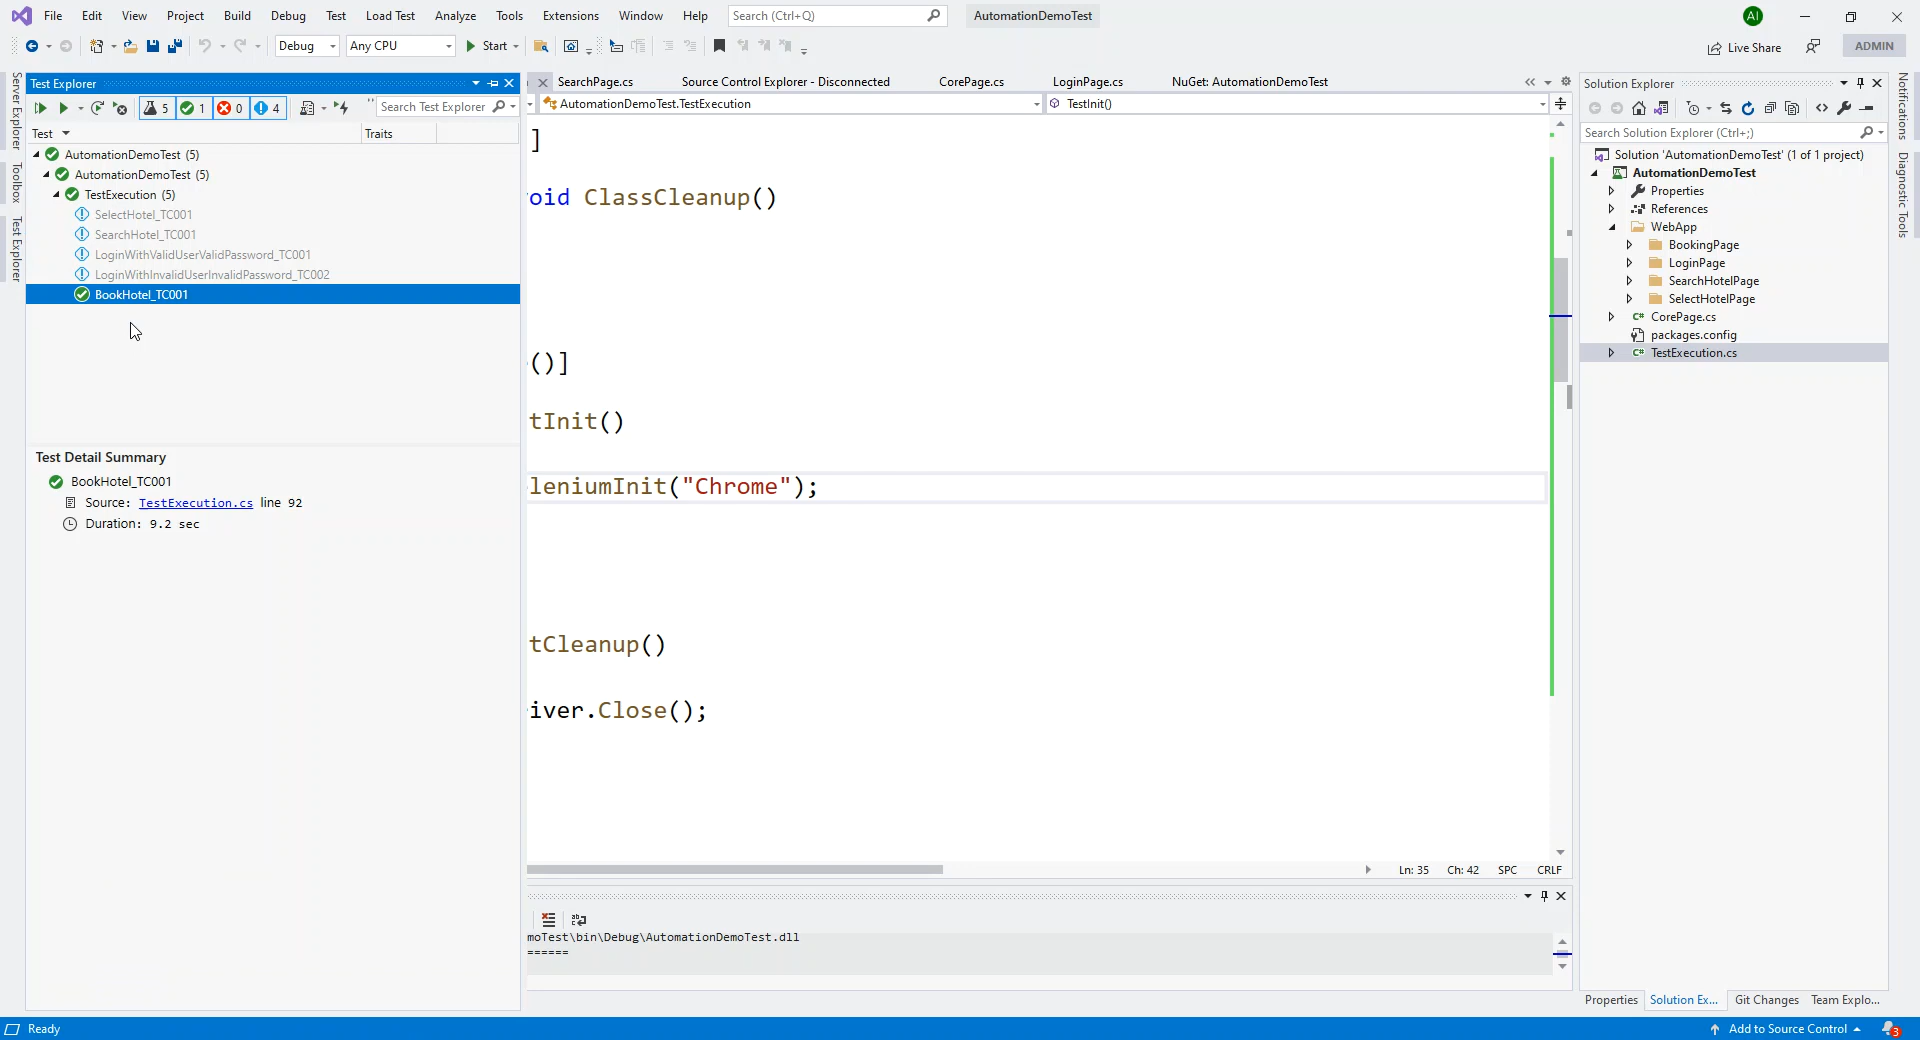 File Edit View Project Build Debug Test Load Test Analyze Tools Extensions Window Help Search (Ctrl+Q) AutomationDemoTest AI
Debug Any CPU Start Live Share ADMIN
Server Explorer
Toolbox
Test Explorer
Test Explorer
5 1 0 4 Search Test Explorer
Test Traits
AutomationDemoTest (5)
AutomationDemoTest (5)
TestExecution (5)
SelectHotel_TC001
SearchHotel_TC001
LoginWithValidUserValidPassword_TC001
LoginWithInvalidUserInvalidPassword_TC002
BookHotel_TC001
Test Detail Summary
BookHotel_TC001
Source: TestExecution.cs line 92
Duration: 9.2 sec
SearchPage.cs Source Control Explorer - Disconnected CorePage.cs LoginPage.cs NuGet: AutomationDemoTest
AutomationDemoTest.TestExecution TestInit()
]
oid ClassCleanup()
()]
tInit()
leniumInit("Chrome");
tCleanup()
iver.Close();
Ln: 35 Ch: 42 SPC CRLF
moTest\bin\Debug\AutomationDemoTest.dll
======
Solution Explorer
Search Solution Explorer (Ctrl+;)
Solution 'AutomationDemoTest' (1 of 1 project)
AutomationDemoTest
Properties
References
WebApp
BookingPage
LoginPage
SearchHotelPage
SelectHotelPage
C# CorePage.cs
packages.config
C# TestExecution.cs
Properties Solution Ex... Git Changes Team Explo...
Notifications
Diagnostic Tools
Ready Add to Source Control 3